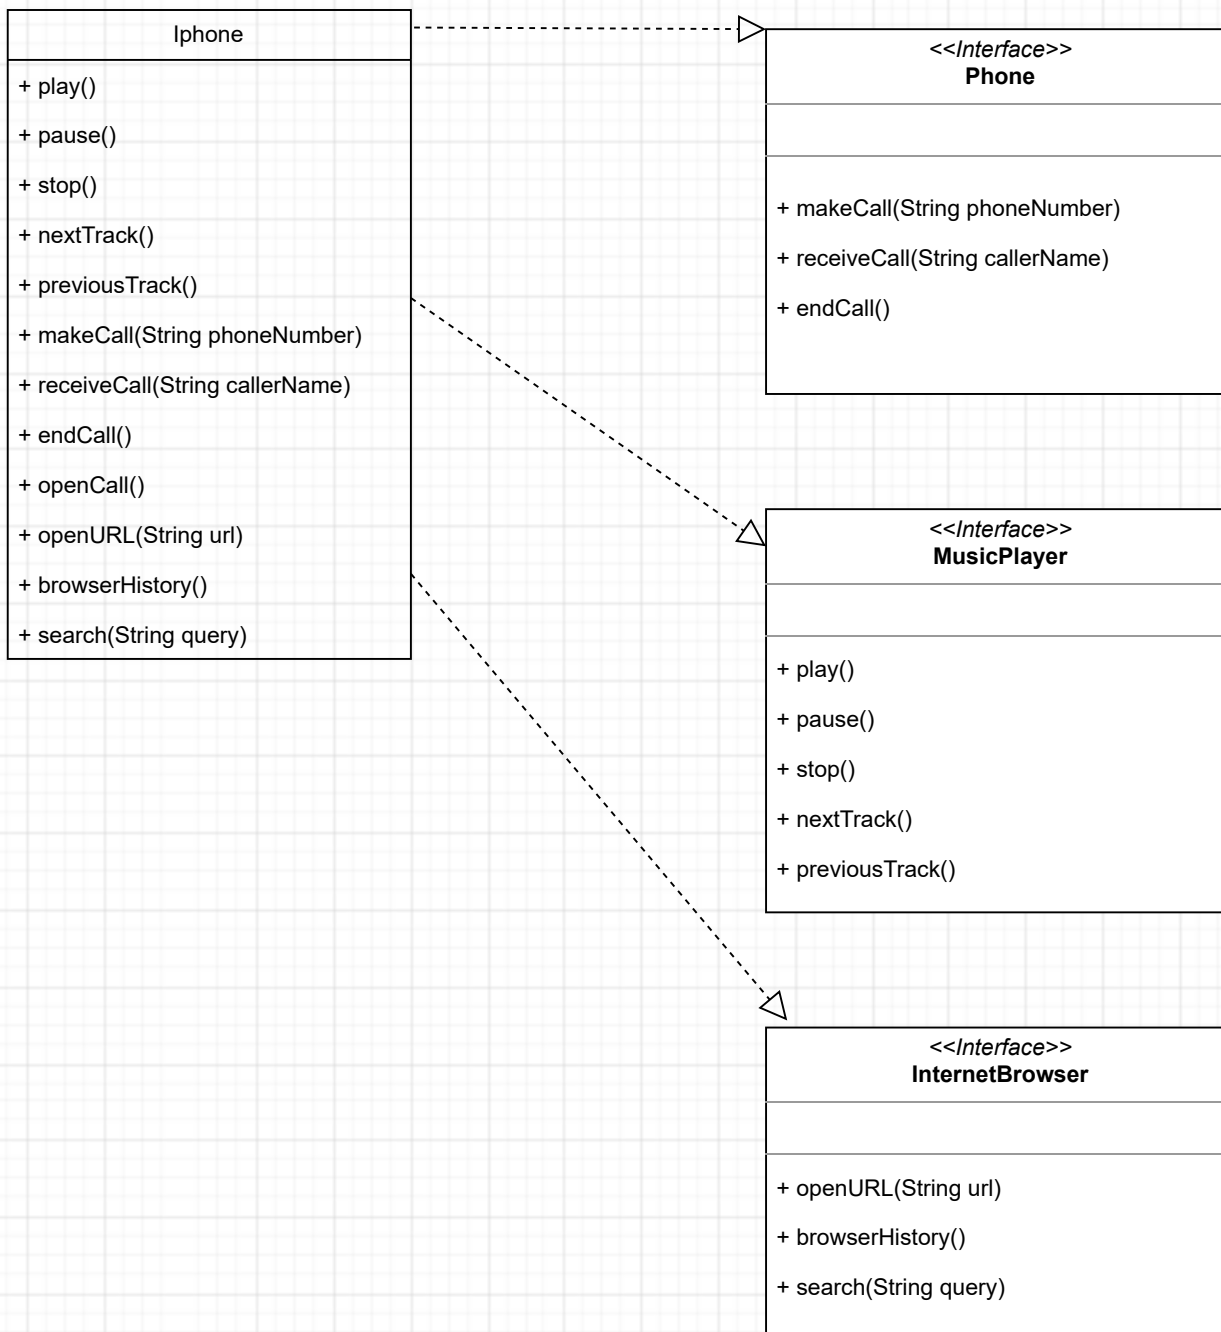 Iphone
+ play()
+ pause()
+ stop()
+ nextTrack()
+ previousTrack()
+ makeCall(String phoneNumber)
+ receiveCall(String callerName)
+ endCall()
+ openCall()
+ openURL(String url)
+ browserHistory()
+ search(String query)
<<Interface>>
Phone
+ makeCall(String phoneNumber)
+ receiveCall(String callerName)
+ endCall()
<<Interface>>
MusicPlayer
+ play()
+ pause()
+ stop()
+ nextTrack()
+ previousTrack()
<<Interface>>
InternetBrowser
+ openURL(String url)
+ browserHistory()
+ search(String query)